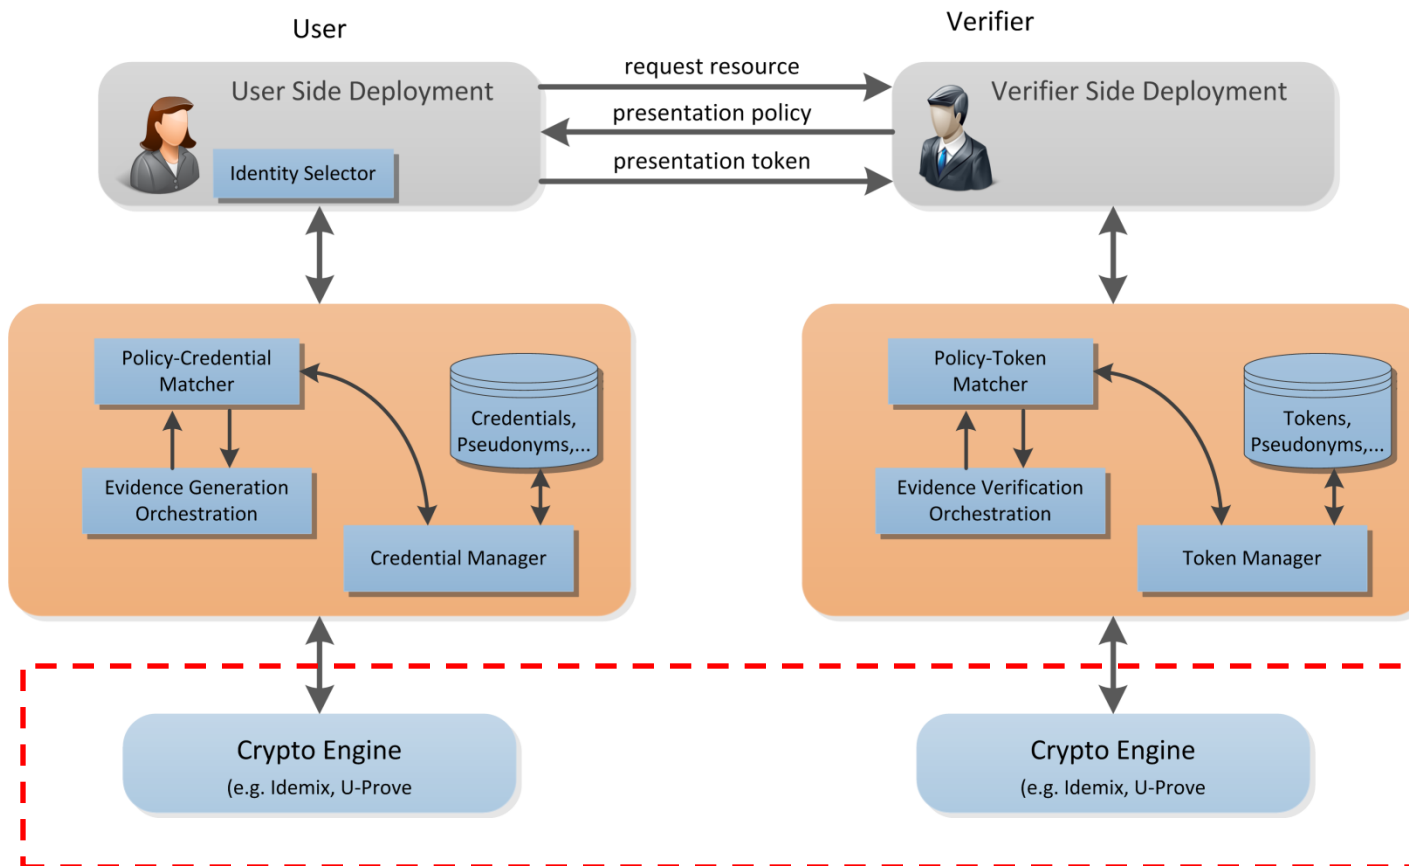 User
Verifier
User Side Deployment
request resource
Verifier Side Deployment
presentation policy
presentation token
Identity Selector
Policy-Credential
Matcher
Credentials,
Pseudonyms,...
Evidence Generation
Orchestration
Credential Manager
Policy-Token
Matcher
Tokens,
Pseudonyms,...
Evidence Verification
Orchestration
Token Manager
Crypto Engine
(e.g. Idemix, U-Prove
Crypto Engine
(e.g. Idemix, U-Prove